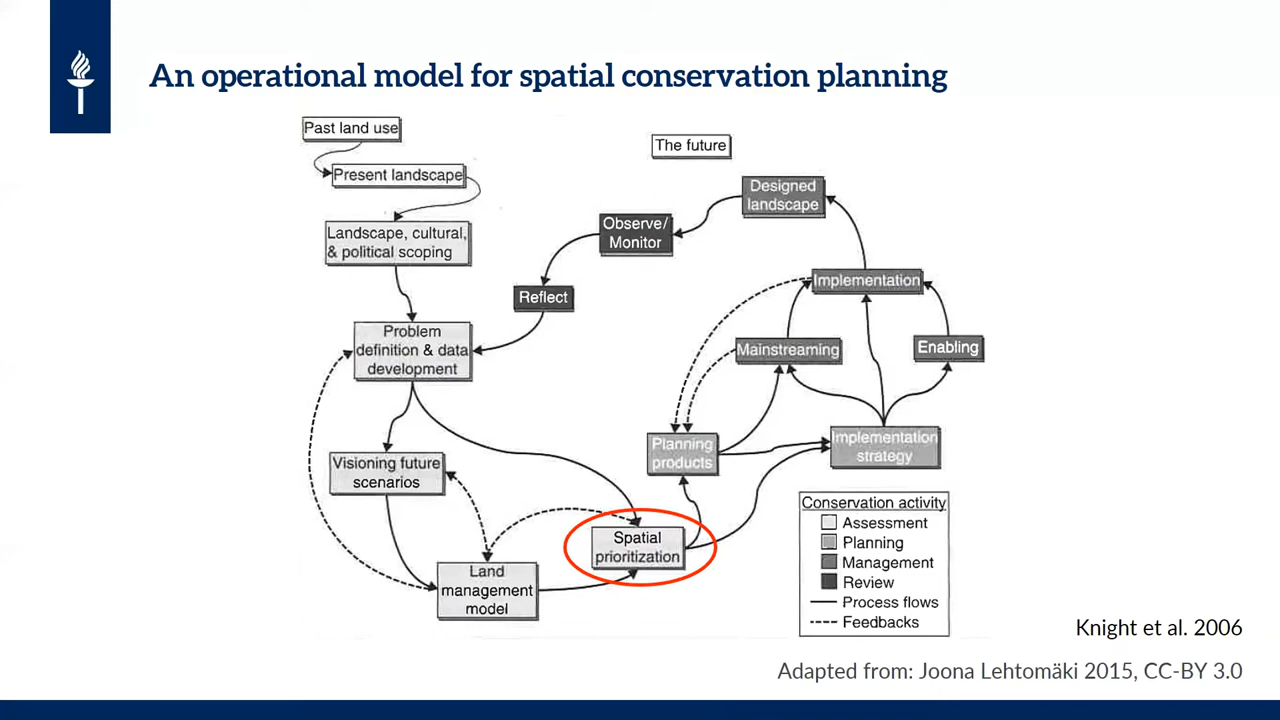 An operational model for spatial conservation planning
Past land use
Present landscape
Landscape, cultural,
& political scoping
Problem
definition & data
development
Visioning future
scenarios
Land
management
model
Spatial
prioritization
The future
Designed
landscape
Observe/
Monitor
Reflect
Implementation
Mainstreaming
Enabling
Planning
products
Implementation
strategy
Conservation activity
Assessment
Planning
Management
Review
Process flows
Feedbacks
Knight et al. 2006
Adapted from: Joona Lehtomäki 2015, CC-BY 3.0